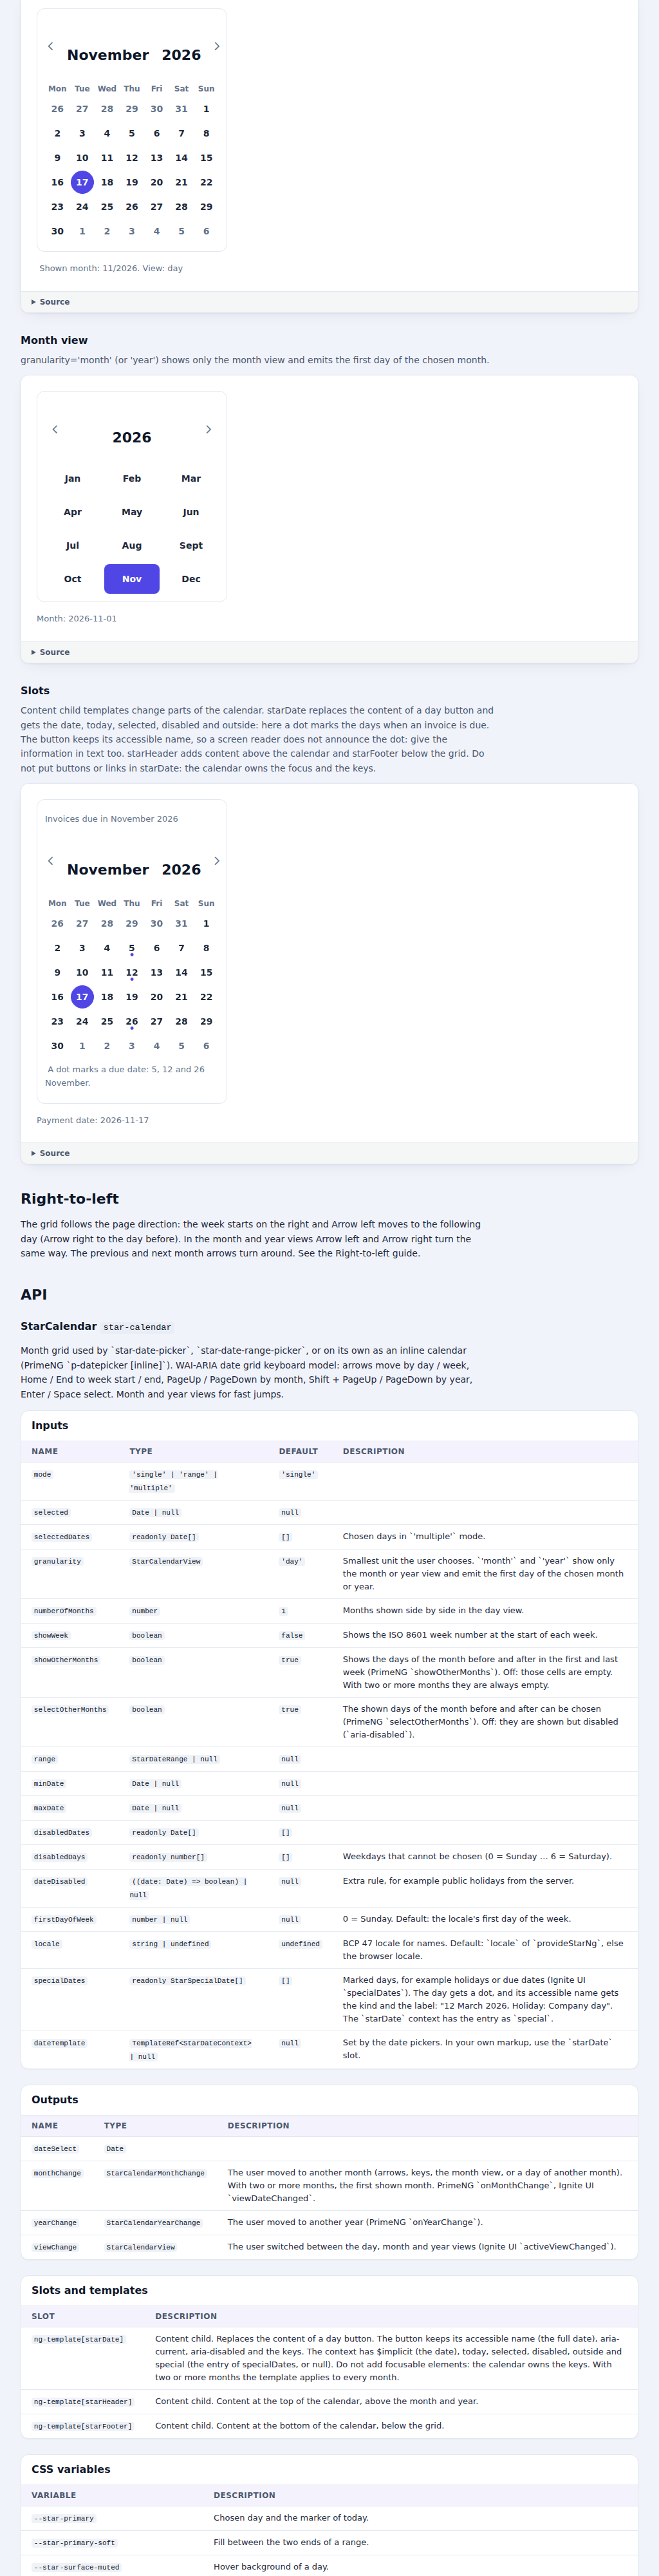 November 2026
Mon Tue Wed Thu Fri Sat Sun
26 27 28 29 30 31 1
2 3 4 5 6 7 8
9 10 11 12 13 14 15
16 17 18 19 20 21 22
23 24 25 26 27 28 29
30 1 2 3 4 5 6
Shown month: 11/2026. View: day
Source
Month view
granularity='month' (or 'year') shows only the month view and emits the first day of the chosen month.
2026
Jan Feb Mar
Apr May Jun
Jul Aug Sept
Oct Nov Dec
Month: 2026-11-01
Source
Slots
Content child templates change parts of the calendar. starDate replaces the content of a day button and
gets the date, today, selected, disabled and outside: here a dot marks the days when an invoice is due.
The button keeps its accessible name, so a screen reader does not announce the dot: give the
information in text too. starHeader adds content above the calendar and starFooter below the grid. Do
not put buttons or links in starDate: the calendar owns the focus and the keys.
Invoices due in November 2026
November 2026
Mon Tue Wed Thu Fri Sat Sun
26 27 28 29 30 31 1
2 3 4 5 6 7 8
9 10 11 12 13 14 15
16 17 18 19 20 21 22
23 24 25 26 27 28 29
30 1 2 3 4 5 6
A dot marks a due date: 5, 12 and 26
November.
Payment date: 2026-11-17
Source
Right-to-left
The grid follows the page direction: the week starts on the right and Arrow left moves to the following
day (Arrow right to the day before). In the month and year views Arrow left and Arrow right turn the
same way. The previous and next month arrows turn around. See the Right-to-left guide.
API
StarCalendar star-calendar
Month grid used by `star-date-picker`, `star-date-range-picker`, or on its own as an inline calendar
(PrimeNG `p-datepicker [inline]`). WAI-ARIA date grid keyboard model: arrows move by day / week,
Home / End to week start / end, PageUp / PageDown by month, Shift + PageUp / PageDown by year,
Enter / Space select. Month and year views for fast jumps.
Inputs
NAME TYPE DEFAULT DESCRIPTION
mode 'single' | 'range' | 'single'
'multiple'
selected Date | null null
selectedDates readonly Date[] [] Chosen days in `'multiple'` mode.
granularity StarCalendarView 'day' Smallest unit the user chooses. `'month'` and `'year'` show only
the month or year view and emit the first day of the chosen month
or year.
numberOfMonths number 1 Months shown side by side in the day view.
showWeek boolean false Shows the ISO 8601 week number at the start of each week.
showOtherMonths boolean true Shows the days of the month before and after in the first and last
week (PrimeNG `showOtherMonths`). Off: those cells are empty.
With two or more months they are always empty.
selectOtherMonths boolean true The shown days of the month before and after can be chosen
(PrimeNG `selectOtherMonths`). Off: they are shown but disabled
(`aria-disabled`).
range StarDateRange | null null
minDate Date | null null
maxDate Date | null null
disabledDates readonly Date[] []
disabledDays readonly number[] [] Weekdays that cannot be chosen (0 = Sunday … 6 = Saturday).
dateDisabled ((date: Date) => boolean) | null Extra rule, for example public holidays from the server.
null
firstDayOfWeek number | null null 0 = Sunday. Default: the locale's first day of the week.
locale string | undefined undefined BCP 47 locale for names. Default: `locale` of `provideStarNg`, else
the browser locale.
specialDates readonly StarSpecialDate[] [] Marked days, for example holidays or due dates (Ignite UI
`specialDates`). The day gets a dot, and its accessible name gets
the kind and the label: "12 March 2026, Holiday: Company day".
The `starDate` context has the entry as `special`.
dateTemplate TemplateRef<StarDateContext> null Set by the date pickers. In your own markup, use the `starDate`
| null slot.
Outputs
NAME TYPE DESCRIPTION
dateSelect Date
monthChange StarCalendarMonthChange The user moved to another month (arrows, keys, the month view, or a day of another month).
With two or more months, the first shown month. PrimeNG `onMonthChange`, Ignite UI
`viewDateChanged`.
yearChange StarCalendarYearChange The user moved to another year (PrimeNG `onYearChange`).
viewChange StarCalendarView The user switched between the day, month and year views (Ignite UI `activeViewChanged`).
Slots and templates
SLOT DESCRIPTION
ng-template[starDate] Content child. Replaces the content of a day button. The button keeps its accessible name (the full date), aria-
current, aria-disabled and the keys. The context has $implicit (the date), today, selected, disabled, outside and
special (the entry of specialDates, or null). Do not add focusable elements: the calendar owns the keys. With
two or more months the template applies to every month.
ng-template[starHeader] Content child. Content at the top of the calendar, above the month and year.
ng-template[starFooter] Content child. Content at the bottom of the calendar, below the grid.
CSS variables
VARIABLE DESCRIPTION
--star-primary Chosen day and the marker of today.
--star-primary-soft Fill between the two ends of a range.
--star-surface-muted Hover background of a day.